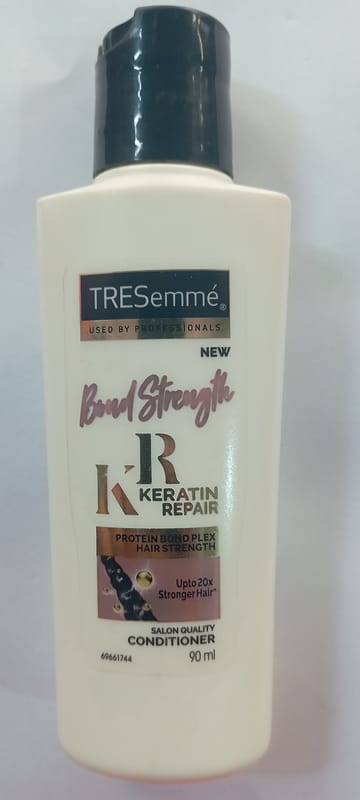 TRESemmé®
USED BY PROFESSIONALS
NEW
Bond Strength
KR
KERATIN
REPAIR
PROTEIN BOND PLEX
HAIR STRENGTH
Upto 20x
Stronger Hair*
SALON QUALITY
CONDITIONER
69661744 90 ml